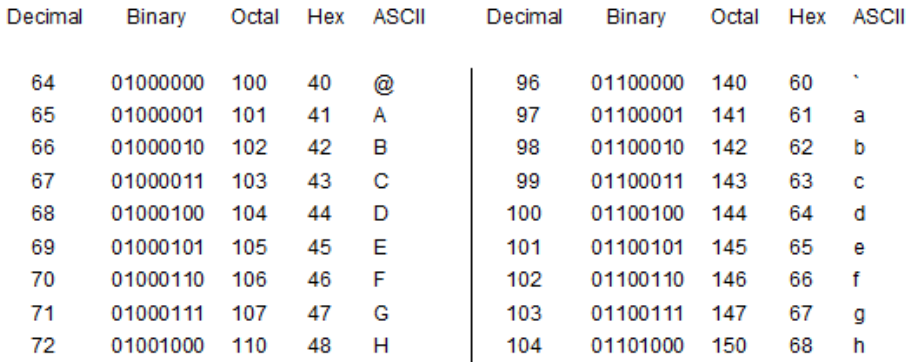 Decimal Binary Octal Hex ASCII Decimal Binary Octal Hex ASCII
64 01000000 100 40 @ 96 01100000 140 60 `
65 01000001 101 41 A 97 01100001 141 61 a
66 01000010 102 42 B 98 01100010 142 62 b
67 01000011 103 43 C 99 01100011 143 63 c
68 01000100 104 44 D 100 01100100 144 64 d
69 01000101 105 45 E 101 01100101 145 65 e
70 01000110 106 46 F 102 01100110 146 66 f
71 01000111 107 47 G 103 01100111 147 67 g
72 01001000 110 48 H 104 01101000 150 68 h